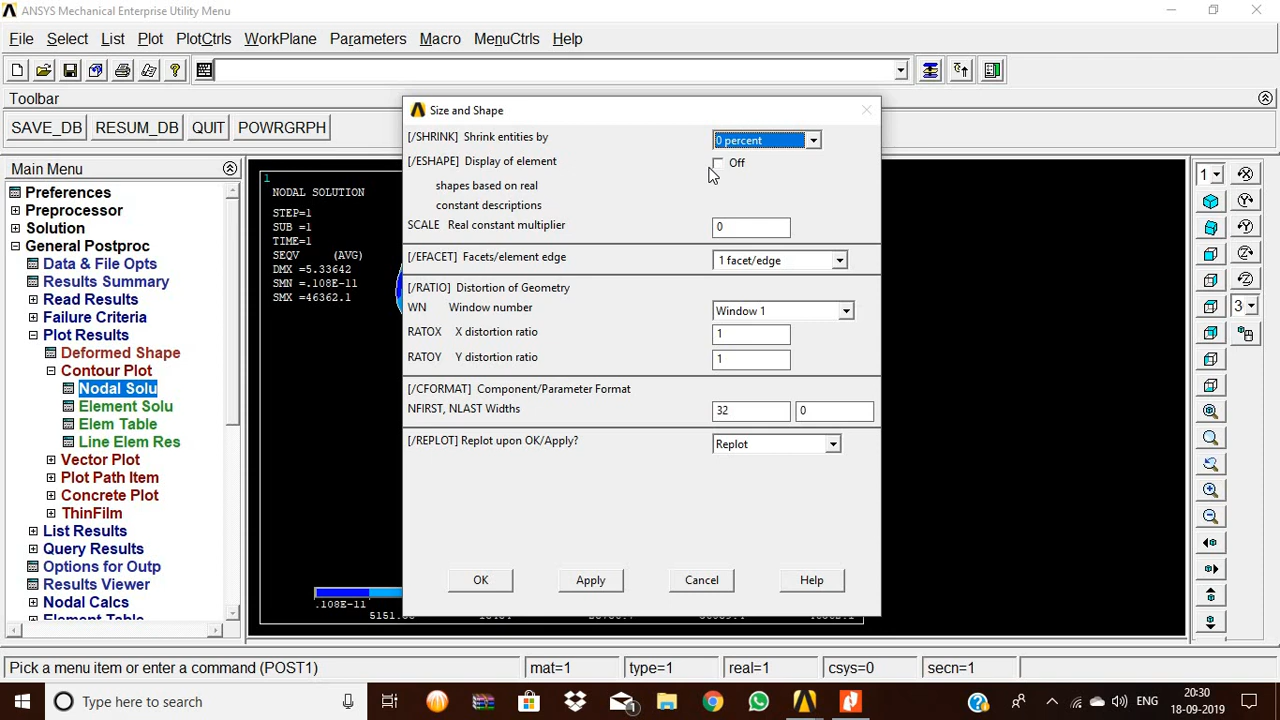 ANSYS Mechanical Enterprise Utility Menu
File Select List Plot PlotCtrls WorkPlane Parameters Macro MenuCtrls Help
Toolbar
SAVE_DB RESUM_DB QUIT POWRGRPH
Main Menu
Preferences
Preprocessor
Solution
General Postproc
Data & File Opts
Results Summary
Read Results
Failure Criteria
Plot Results
Deformed Shape
Contour Plot
Nodal Solu
Element Solu
Elem Table
Line Elem Res
Vector Plot
Plot Path Item
Concrete Plot
ThinFilm
List Results
Query Results
Options for Outp
Results Viewer
Nodal Calcs
1
NODAL SOLUTION
STEP=1
SUB =1
TIME=1
SEQV (AVG)
DMX =5.33642
SMN =.108E-11
SMX =46362.1
.108E-11
Size and Shape
[/SHRINK] Shrink entities by
0 percent
[/ESHAPE] Display of element
Off
shapes based on real
constant descriptions
SCALE Real constant multiplier
0
[/EFACET] Facets/element edge
1 facet/edge
[/RATIO] Distortion of Geometry
WN Window number
Window 1
RATOX X distortion ratio
1
RATOY Y distortion ratio
1
[/CFORMAT] Component/Parameter Format
NFIRST, NLAST Widths
32 0
[/REPLOT] Replot upon OK/Apply?
Replot
OK Apply Cancel Help
1
3
Pick a menu item or enter a command (POST1) mat=1 type=1 real=1 csys=0 secn=1
Type here to search
1
ENG
20:30
18-09-2019